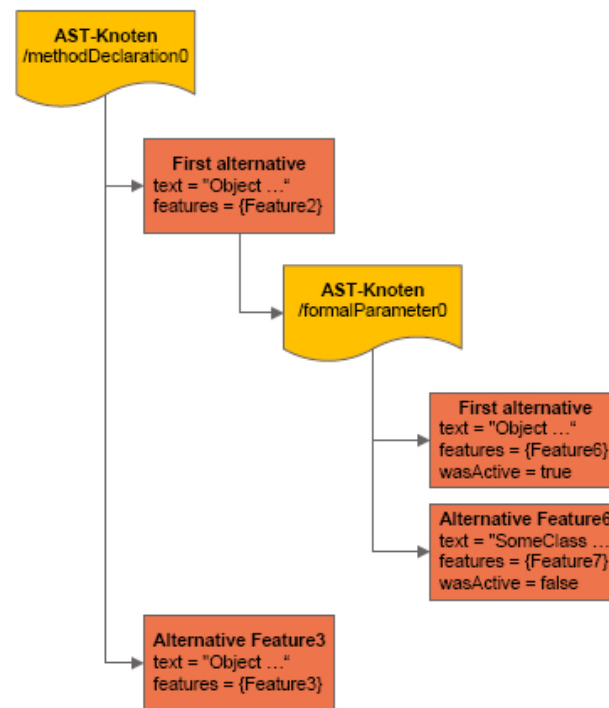 AST-Knoten
/methodDeclaration0
First alternative
text = "Object …“
features = {Feature2}
AST-Knoten
/formalParameter0
First alternative
text = "Object …“
features = {Feature6}
wasActive = true
Alternative Feature6
text = "SomeClass ...
features = {Feature7}
wasActive = false
Alternative Feature3
text = "Object …“
features = {Feature3}